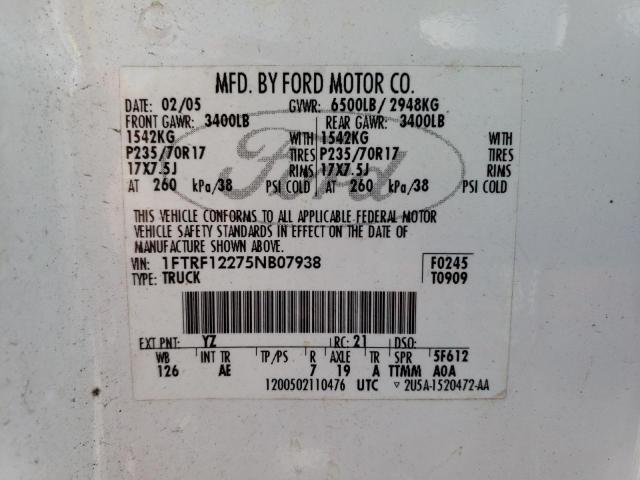 MFD. BY FORD MOTOR CO.
DATE: 02/05 GVWR: 6500LB/ 2948KG
FRONT GAWR: 3400LB REAR GAWR: 3400LB
1542KG WITH 1542KG WITH
P235/70R17 TIRES P235/70R17 TIRES
17X7.5J RIMS 17X7.5J RIMS
AT 260 kPa/38 PSI COLD AT 260 kPa/38 PSI COLD
Ford
THIS VEHICLE CONFORMS TO ALL APPLICABLE FEDERAL MOTOR
VEHICLE SAFETY STANDARDS IN EFFECT ON THE DATE OF
MANUFACTURE SHOWN ABOVE.
VIN: 1FTRF12275NB07938 F0245
TYPE: TRUCK T0909
EXT PNT: YZ RC: 21 DSO:
WB INT TR TP/PS R AXLE TR SPR 5F612
126 AE 7 19 A TTMM AOA
1200502110476 UTC ▽ 2U5A-1520472-AA